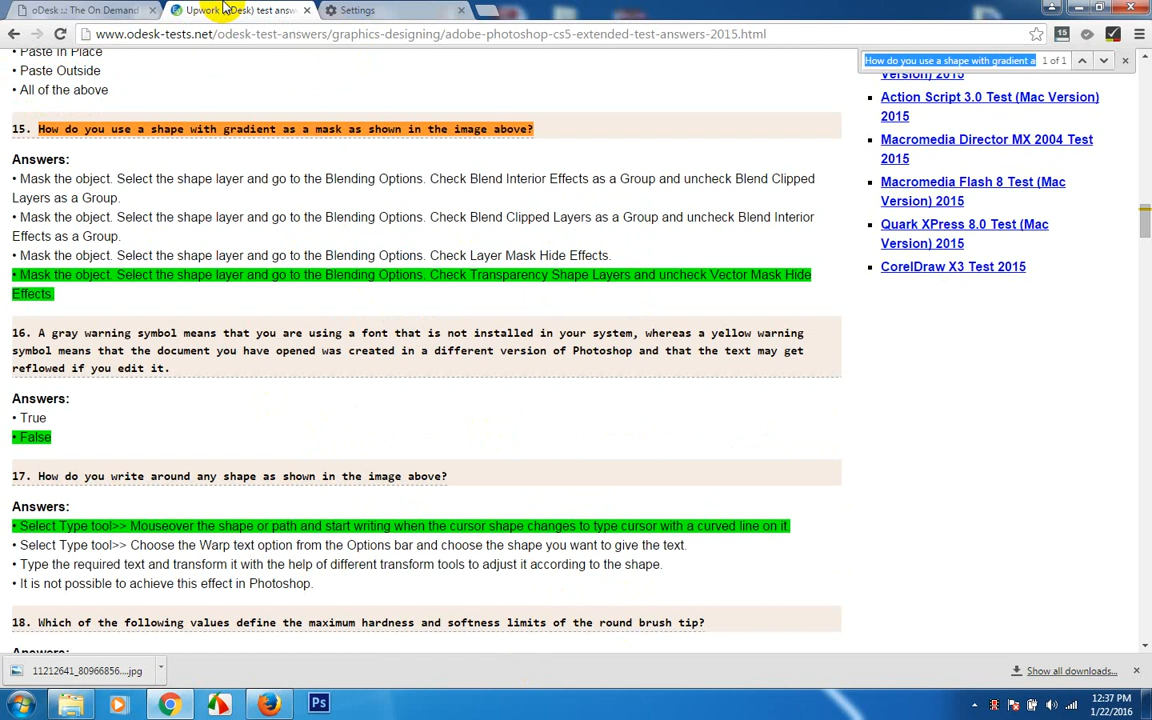 oDesk :: The On Demand
Upwork (oDesk) test answ
Settings
www.odesk-tests.net/odesk-test-answers/graphics-designing/adobe-photoshop-cs5-extended-test-answers-2015.html
15
How do you use a shape with gradient a 1 of 1
• Paste In Place
• Paste Outside
• All of the above
15. How do you use a shape with gradient as a mask as shown in the image above?
Answers:
• Mask the object. Select the shape layer and go to the Blending Options. Check Blend Interior Effects as a Group and uncheck Blend Clipped
Layers as a Group.
• Mask the object. Select the shape layer and go to the Blending Options. Check Blend Clipped Layers as a Group and uncheck Blend Interior
Effects as a Group.
• Mask the object. Select the shape layer and go to the Blending Options. Check Layer Mask Hide Effects.
• Mask the object. Select the shape layer and go to the Blending Options. Check Transparency Shape Layers and uncheck Vector Mask Hide
Effects.
16. A gray warning symbol means that you are using a font that is not installed in your system, whereas a yellow warning
symbol means that the document you have opened was created in a different version of Photoshop and that the text may get
reflowed if you edit it.
Answers:
• True
• False
17. How do you write around any shape as shown in the image above?
Answers:
• Select Type tool>> Mouseover the shape or path and start writing when the cursor shape changes to type cursor with a curved line on it.
• Select Type tool>> Choose the Warp text option from the Options bar and choose the shape you want to give the text.
• Type the required text and transform it with the help of different transform tools to adjust it according to the shape.
• It is not possible to achieve this effect in Photoshop.
18. Which of the following values define the maximum hardness and softness limits of the round brush tip?
Answers:
Version) 2015
Action Script 3.0 Test (Mac Version)
2015
Macromedia Director MX 2004 Test
2015
Macromedia Flash 8 Test (Mac
Version) 2015
Quark XPress 8.0 Test (Mac
Version) 2015
CorelDraw X3 Test 2015
11212641_80966856....jpg
Show all downloads...
Ps
12:37 PM
1/22/2016